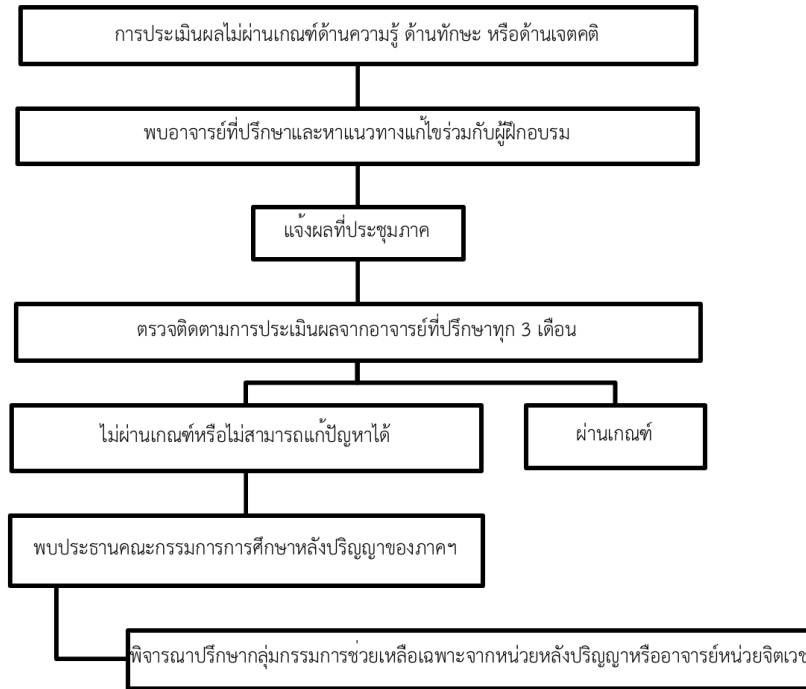 การประเมินผลไม่ผ่านเกณฑ์ด้านความรู้ ด้านทักษะ หรือด้านเจตคติ
พบอาจารย์ที่ปรึกษาและหาแนวทางแก้ไขร่วมกับผู้ฝึกอบรม
แจ้งผลที่ประชุมภาค
ตรวจติดตามการประเมินผลจากอาจารย์ที่ปรึกษาทุก 3 เดือน
ไม่ผ่านเกณฑ์หรือไม่สามารถแก้ปัญหาได้
ผ่านเกณฑ์
พบประธานคณะกรรมการการศึกษาหลังปริญญาของภาคฯ
พิจารณาปรึกษากลุ่มกรรมการช่วยเหลือเฉพาะจากหน่วยหลังปริญญาหรืออาจารย์หน่วยจิตเวช